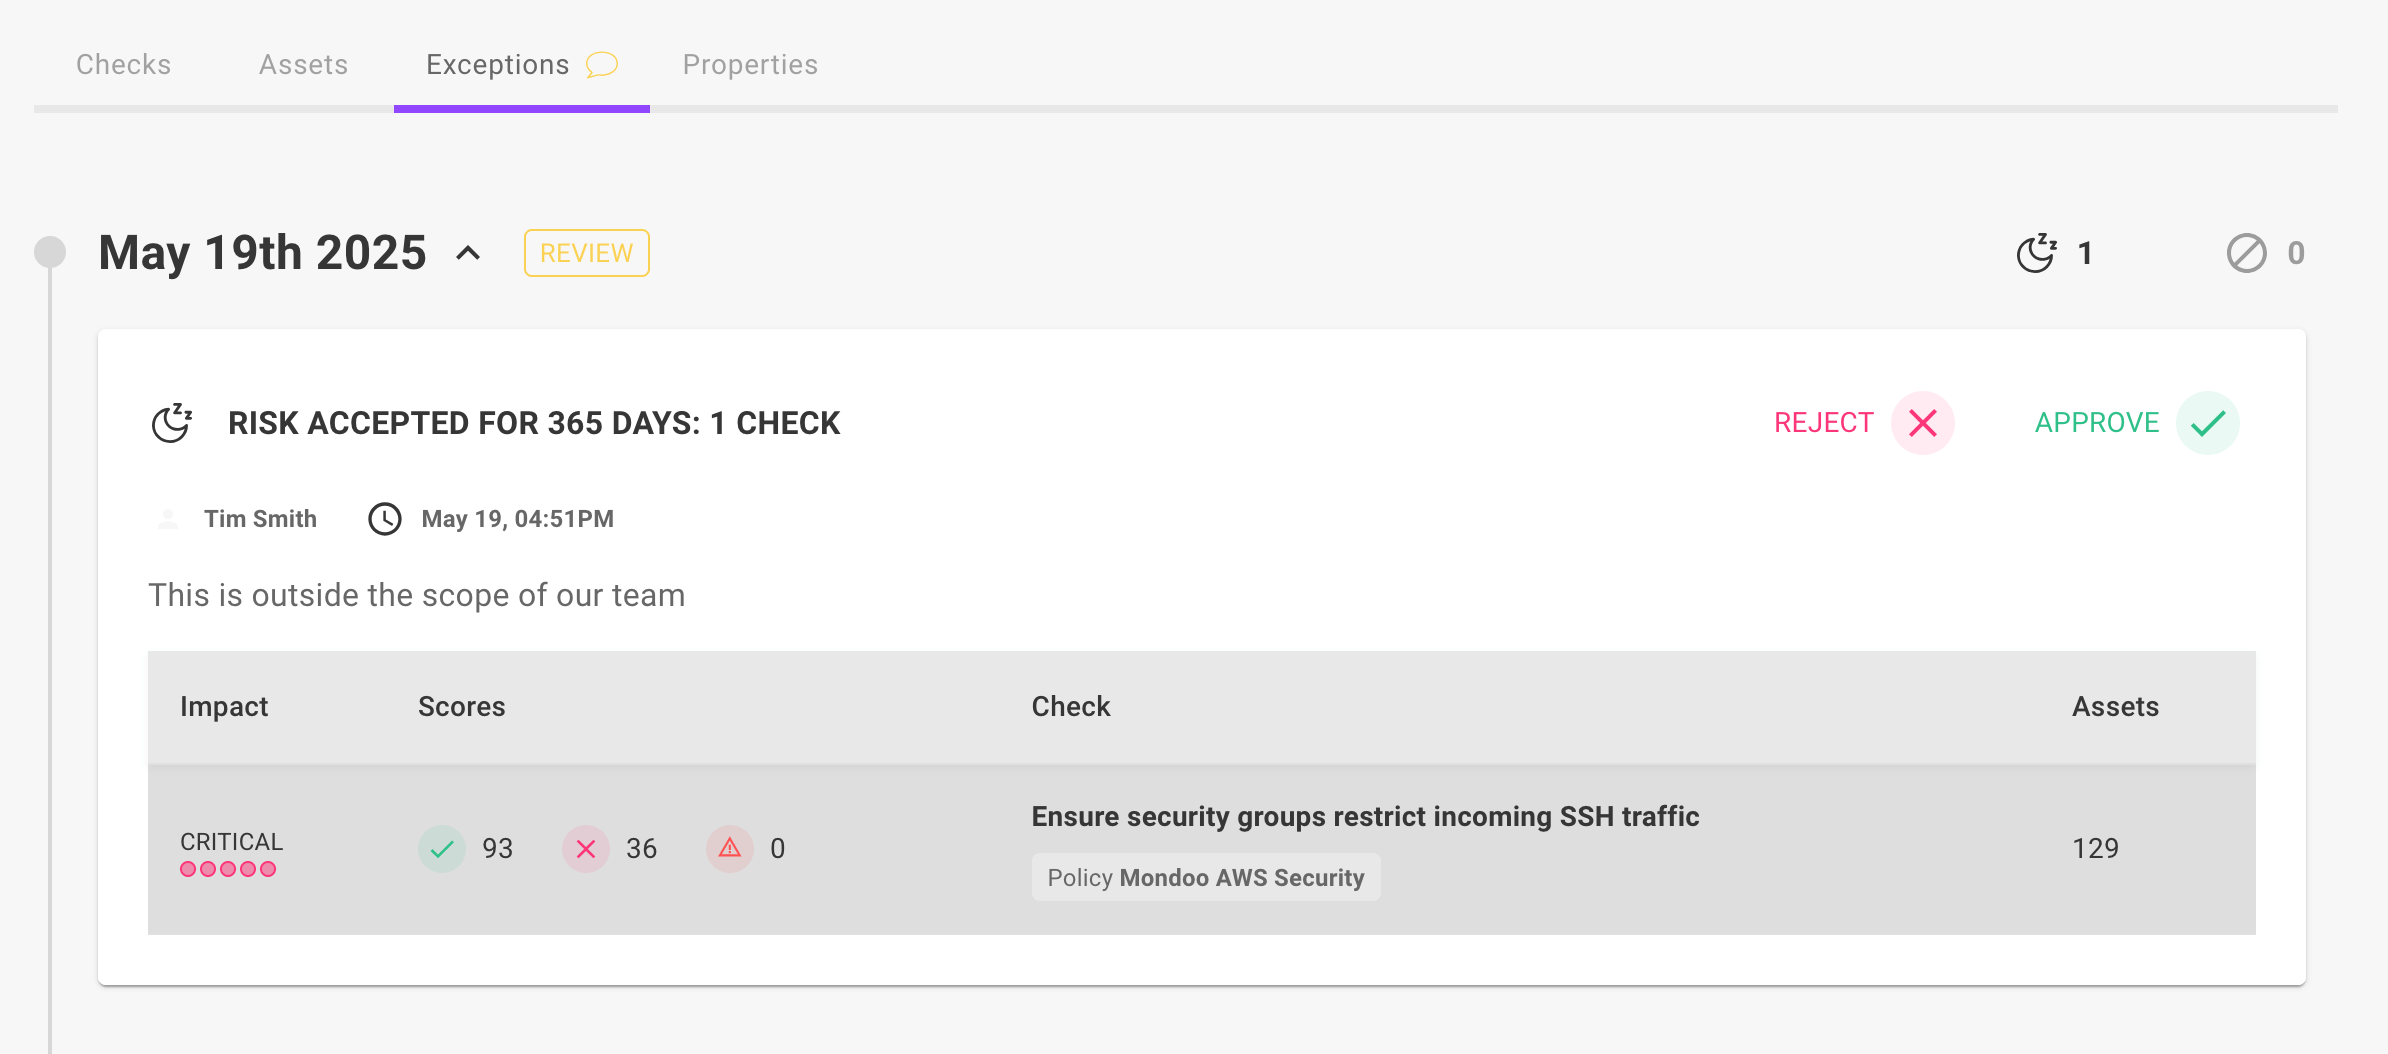 Checks Assets Exceptions Properties
May 19th 2025 REVIEW 1 0
RISK ACCEPTED FOR 365 DAYS: 1 CHECK REJECT APPROVE
Tim Smith May 19, 04:51PM
This is outside the scope of our team
Impact Scores Check Assets
CRITICAL 93 36 0 Ensure security groups restrict incoming SSH traffic 129
Policy Mondoo AWS Security